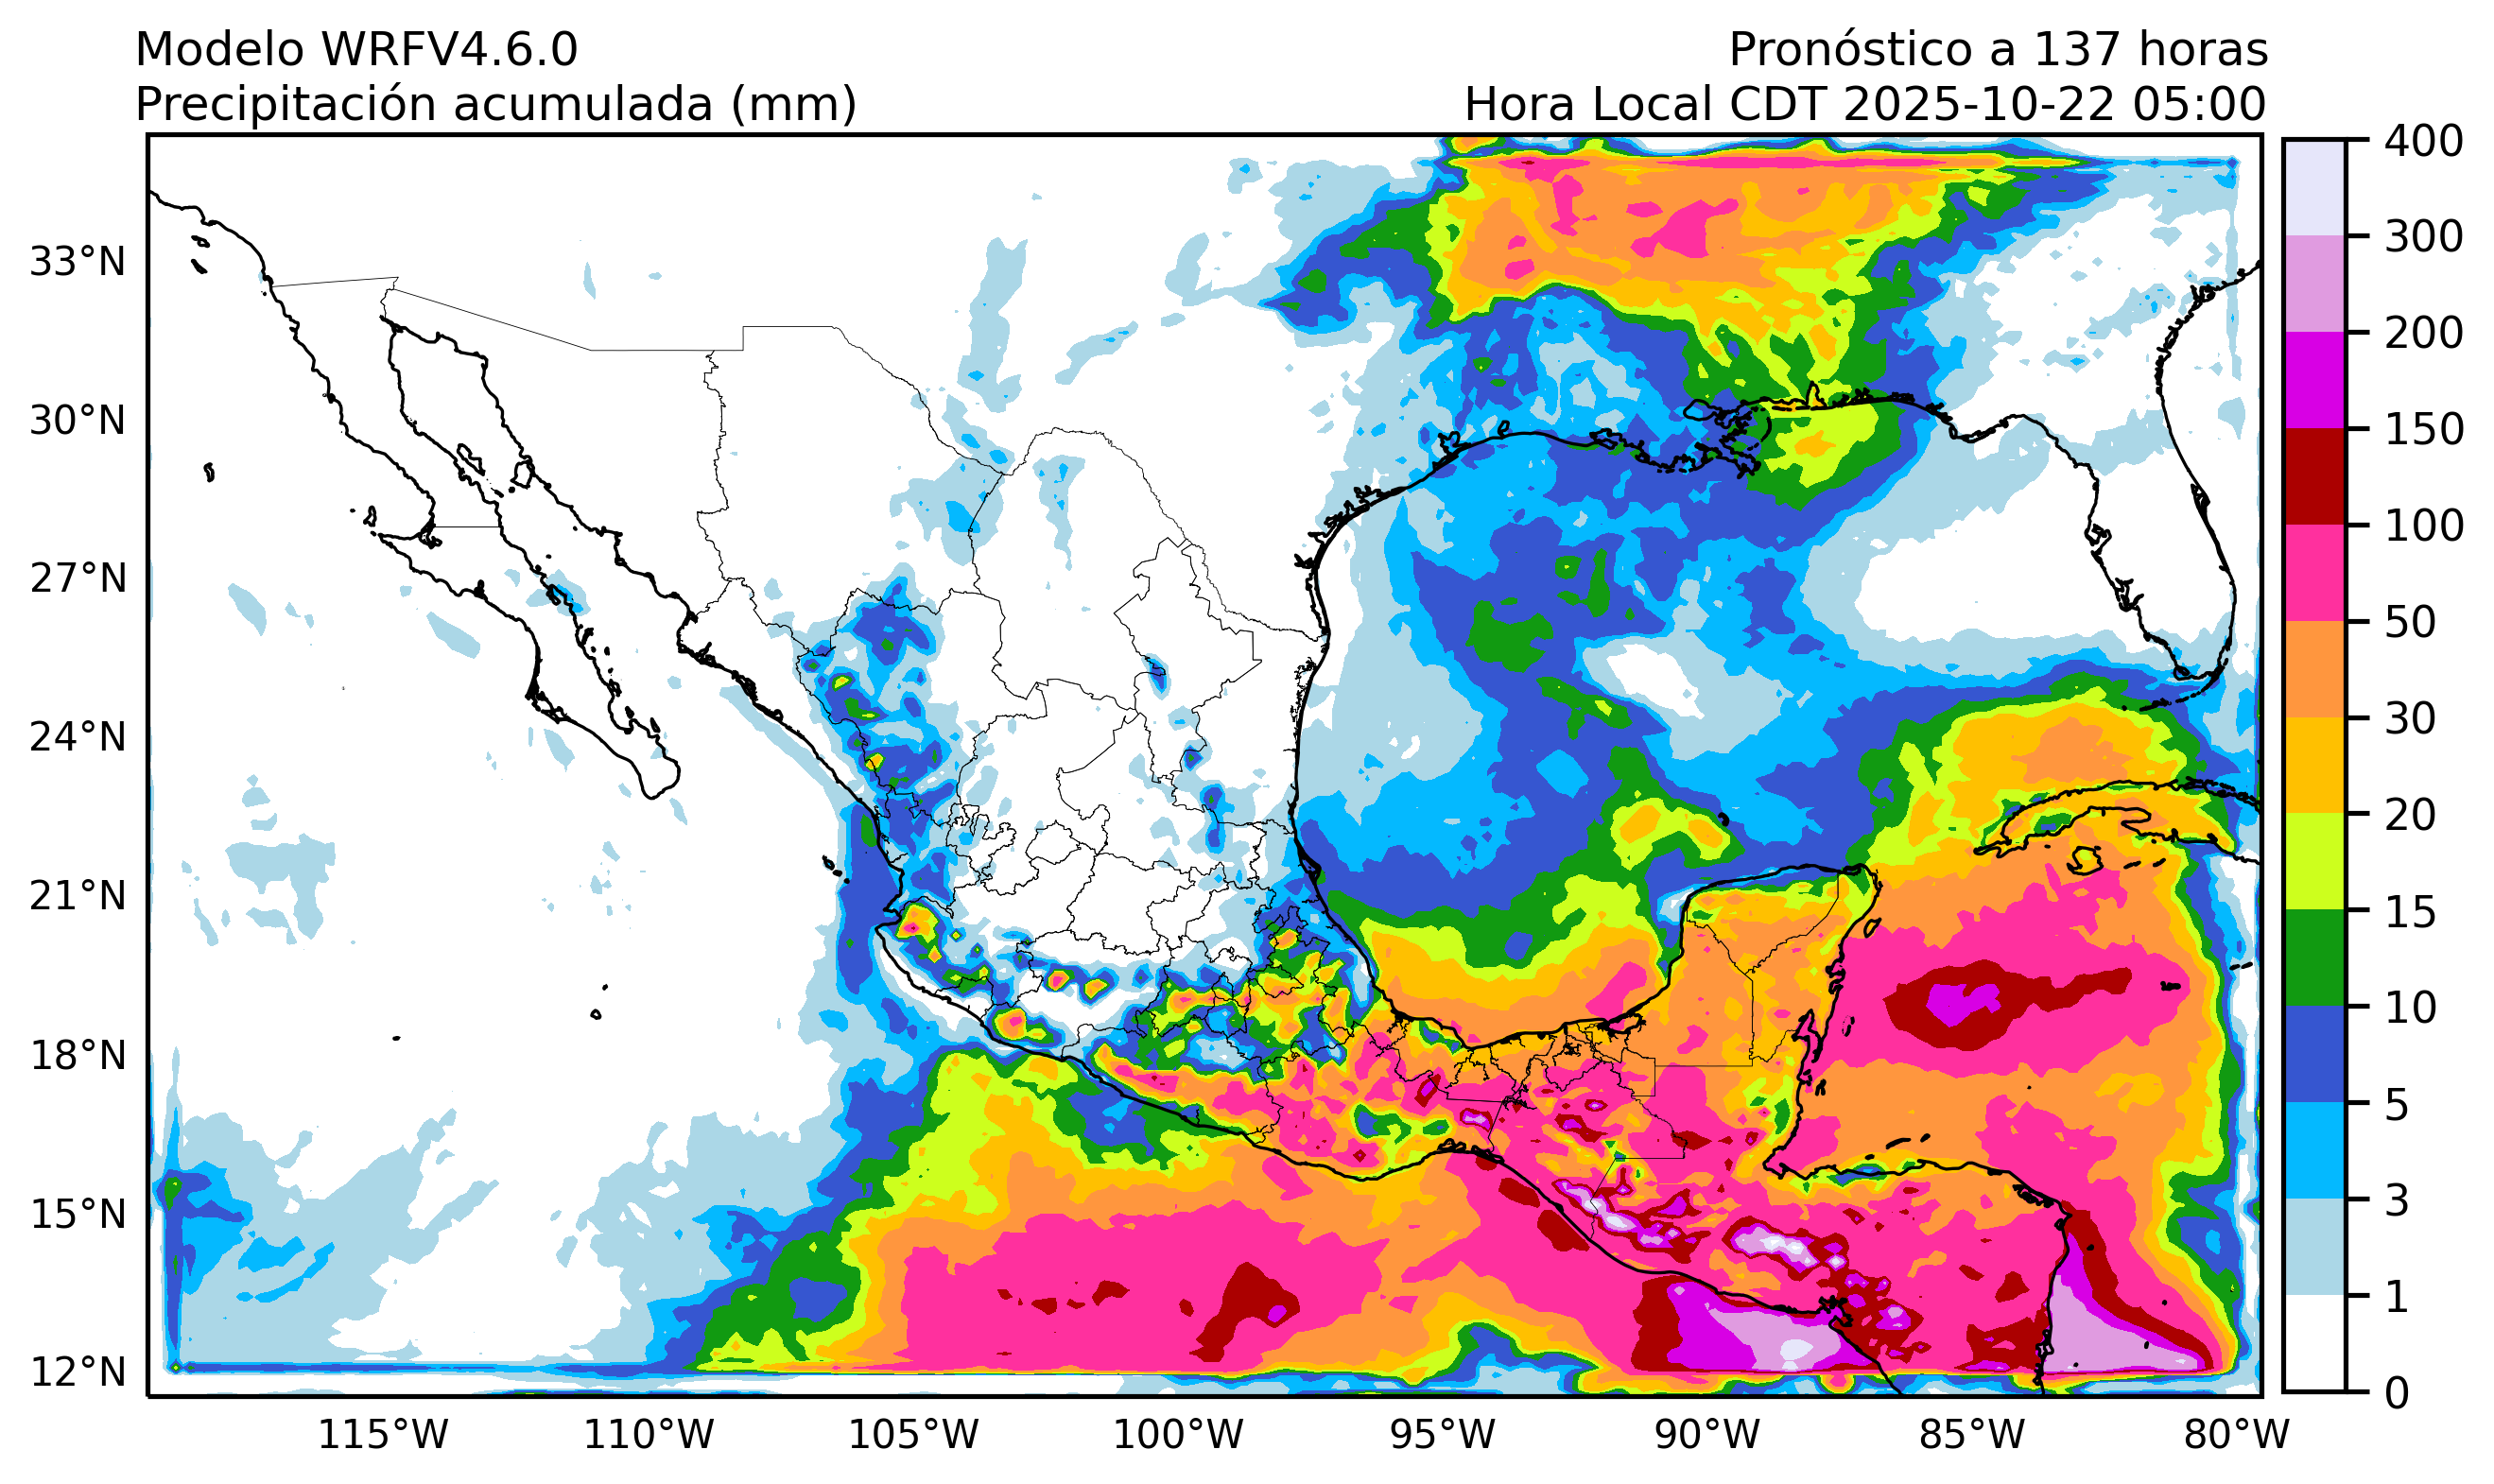 Modelo WRFV4.6.0
Pronóstico a 137 horas
Precipitación acumulada (mm)
Hora Local CDT 2025-10-22 05:00
33°N
30°N
27°N
24°N
21°N
18°N
15°N
12°N
115°W
110°W
105°W
100°W
95°W
90°W
85°W
80°W
400
300
200
150
100
50
30
20
15
10
5
3
1
0